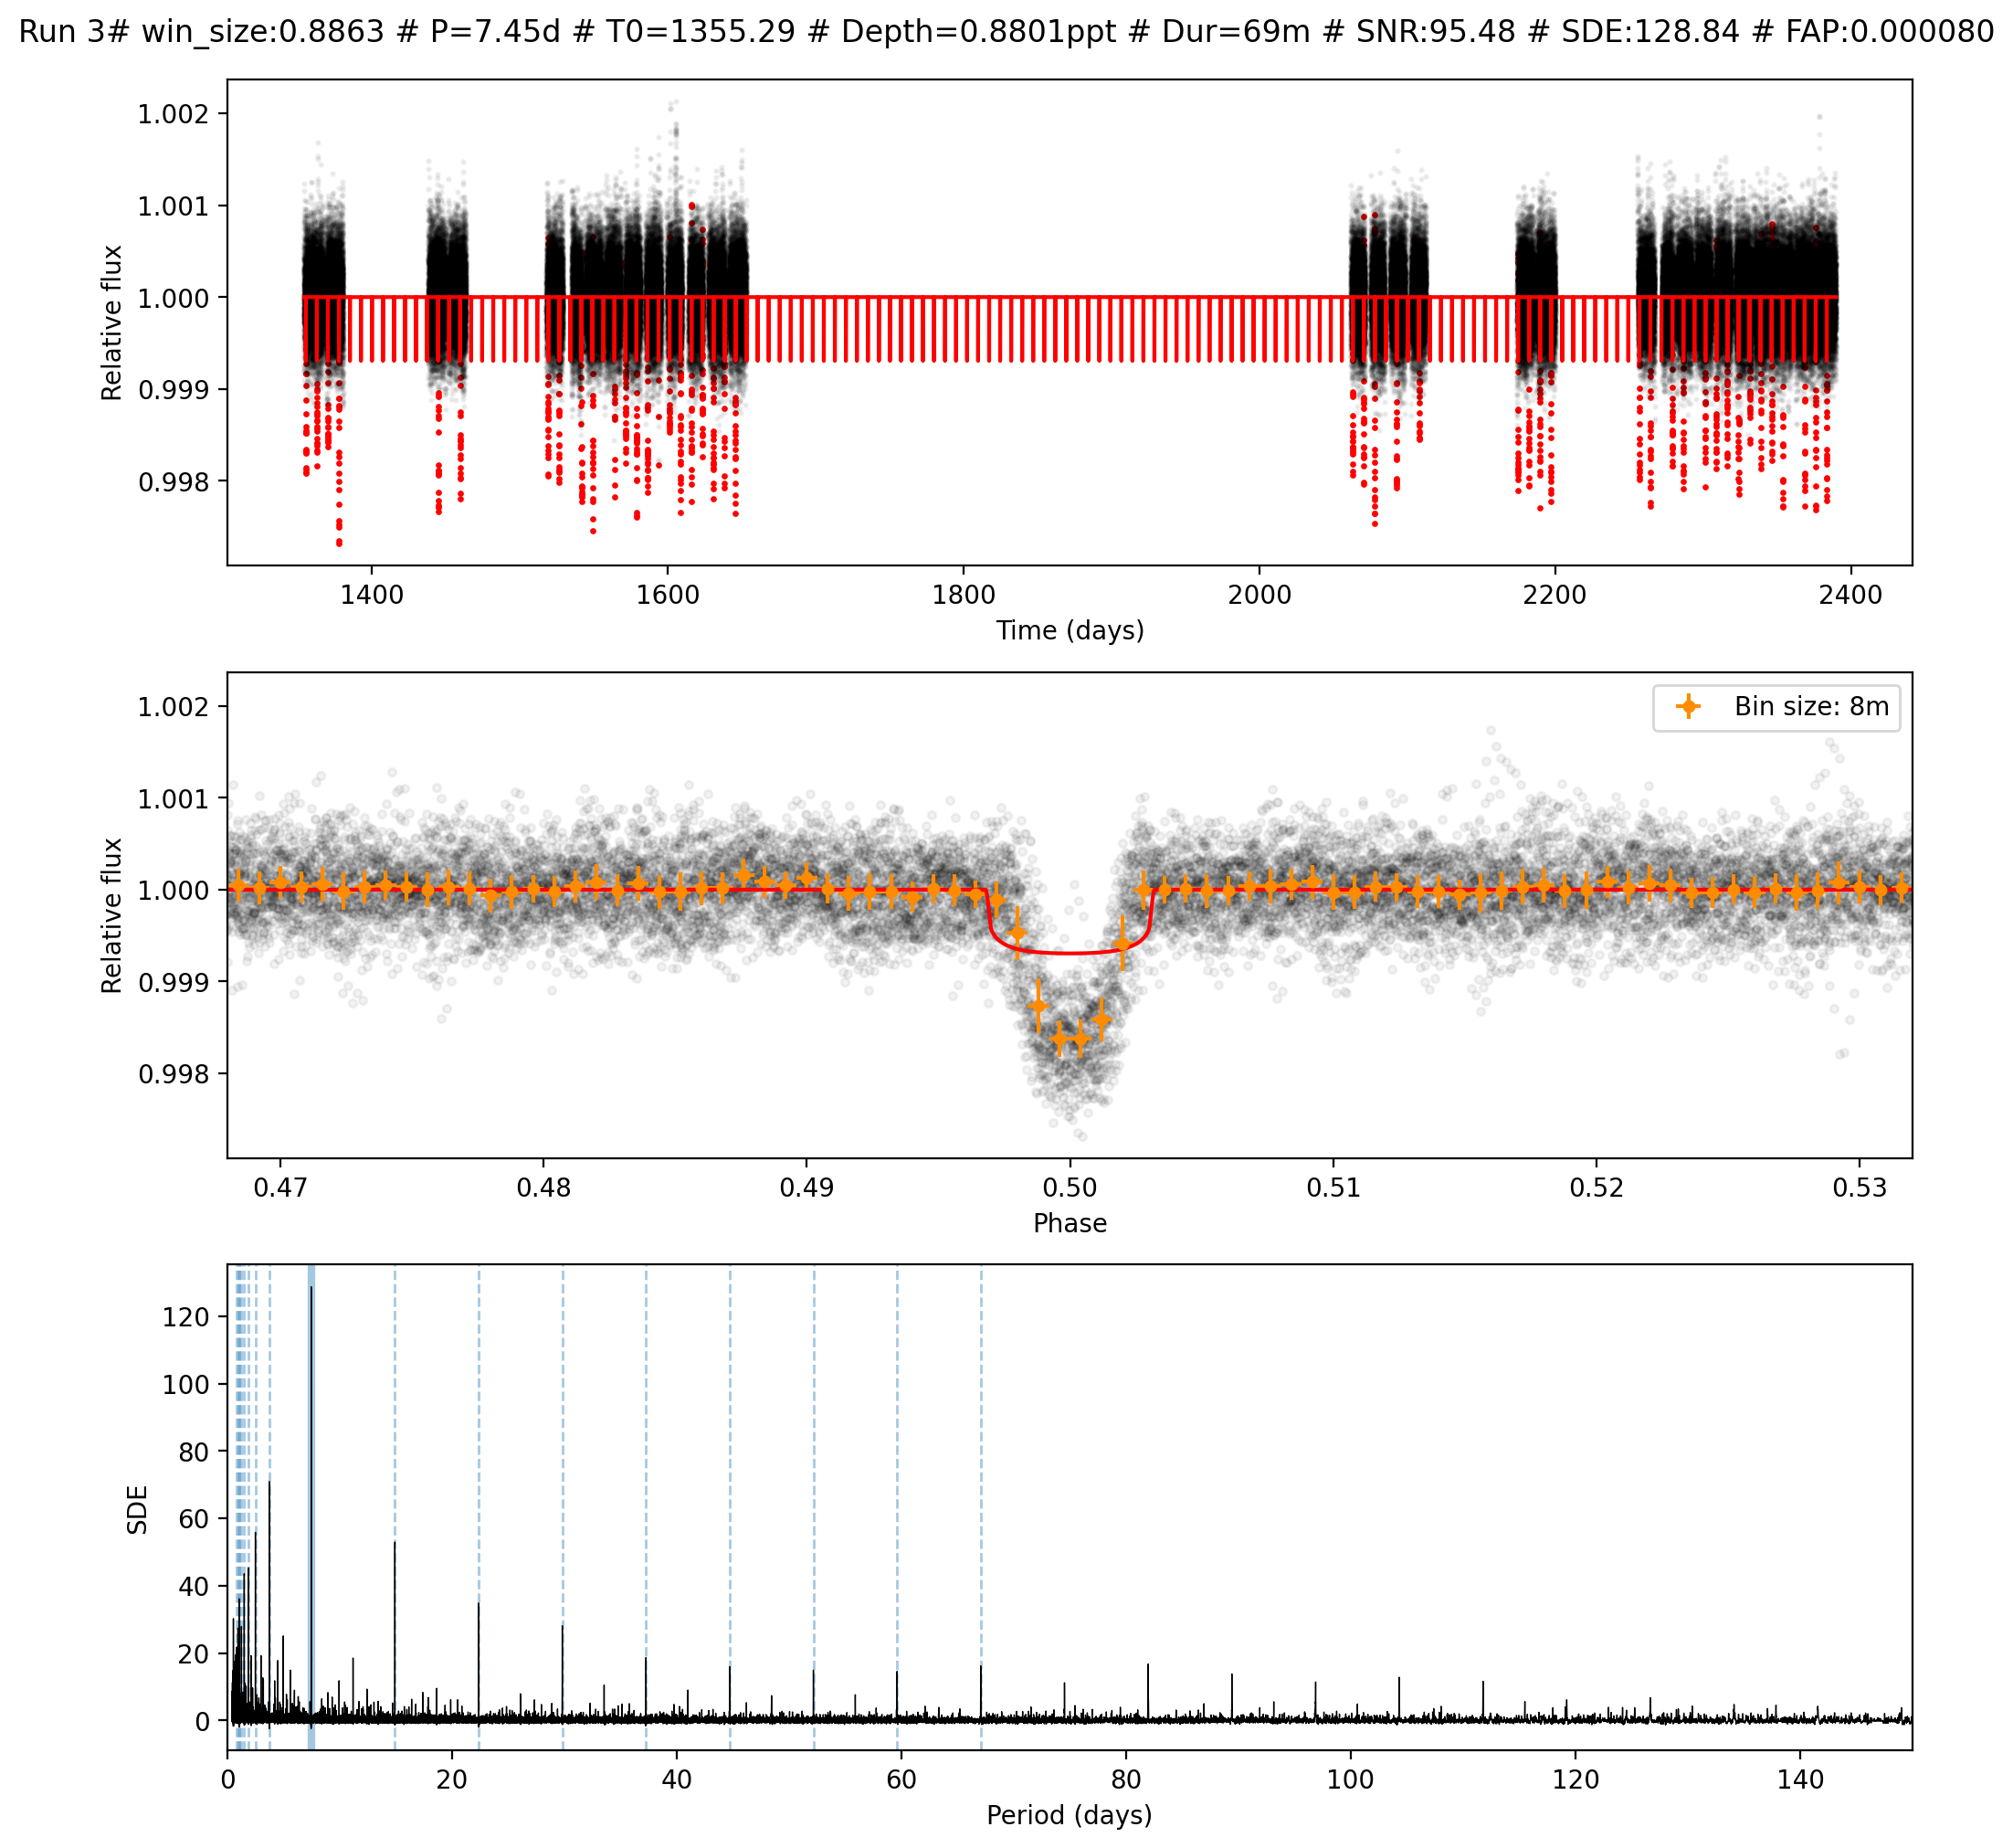 Run 3# win_size:0.8863 # P=7.45d # T0=1355.29 # Depth=0.8801ppt # Dur=69m # SNR:95.48 # SDE:128.84 # FAP:0.000080
1.002
1.001
1.000
0.999
0.998
Relative flux
1400 1600 1800 2000 2200 2400
Time (days)
Bin size: 8m
1.002
1.001
1.000
0.999
0.998
Relative flux
0.47 0.48 0.49 0.50 0.51 0.52 0.53
Phase
120
100
80
60
40
20
0
SDE
0 20 40 60 80 100 120 140
Period (days)